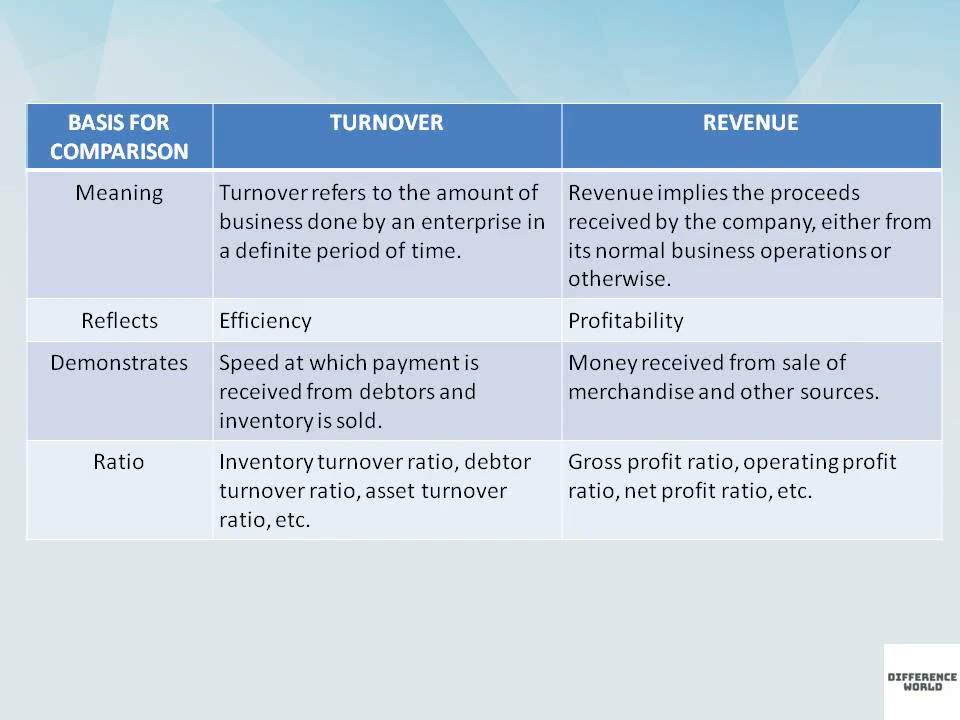 BASIS FOR COMPARISON
TURNOVER
REVENUE
Meaning
Turnover refers to the amount of
business done by an enterprise in
a definite period of time.
Revenue implies the proceeds
received by the company, either from
its normal business operations or
otherwise.
Reflects
Efficiency
Profitability
Demonstrates
Speed at which payment is
received from debtors and
inventory is sold.
Money received from sale of
merchandise and other sources.
Ratio
Inventory turnover ratio, debtor
turnover ratio, asset turnover
ratio, etc.
Gross profit ratio, operating profit
ratio, net profit ratio, etc.
DIFFERENCE
WORLD